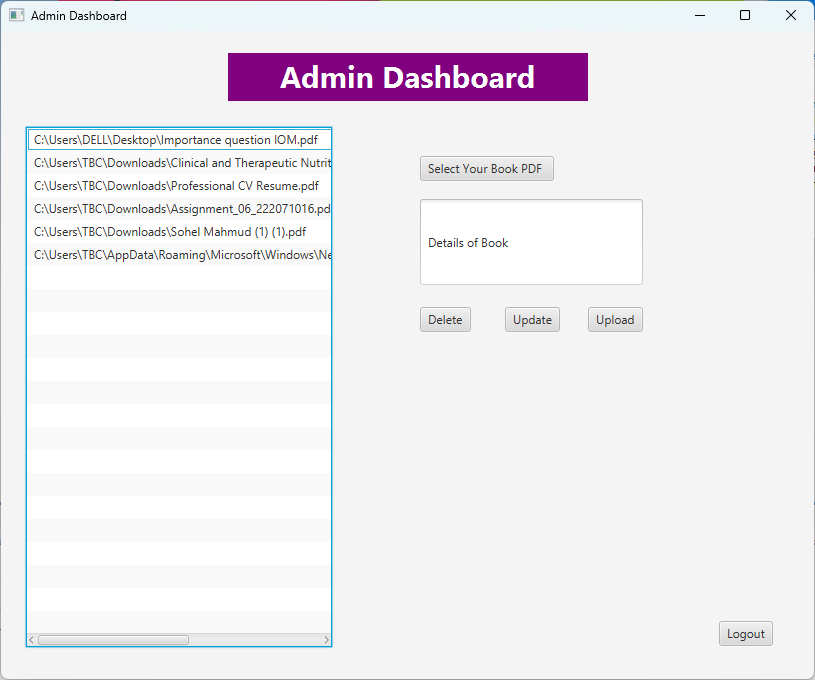 Admin Dashboard
Admin Dashboard
C:\Users\DELL\Desktop\Importance question IOM.pdf
C:\Users\TBC\Downloads\Clinical and Therapeutic Nutrit
C:\Users\TBC\Downloads\Professional CV Resume.pdf
C:\Users\TBC\Downloads\Assignment_06_222071016.pd
C:\Users\TBC\Downloads\Sohel Mahmud (1) (1).pdf
C:\Users\TBC\AppData\Roaming\Microsoft\Windows\Ne
Select Your Book PDF
Details of Book
Delete Update Upload
Logout